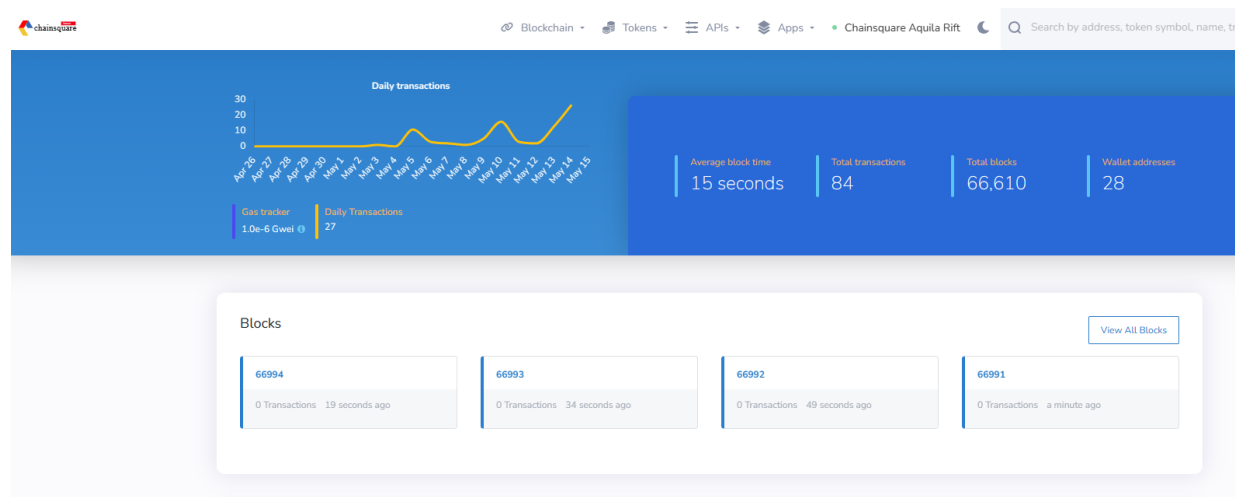 chainsquare
Blockchain
Tokens
APIs
Apps
Chainsquare Aquila Rift
Search by address, token symbol, name, tr
Daily transactions
30
20
10
0
Apr 26
Apr 27
Apr 28
Apr 29
Apr 30
May 1
May 2
May 3
May 4
May 5
May 6
May 7
May 8
May 9
May 10
May 11
May 12
May 13
May 14
May 15
Gas tracker
1.0e-6 Gwei
Daily Transactions
27
Average block time
15 seconds
Total transactions
84
Total blocks
66,610
Wallet addresses
28
Blocks
View All Blocks
66994
0 Transactions 19 seconds ago
66993
0 Transactions 34 seconds ago
66992
0 Transactions 49 seconds ago
66991
0 Transactions a minute ago